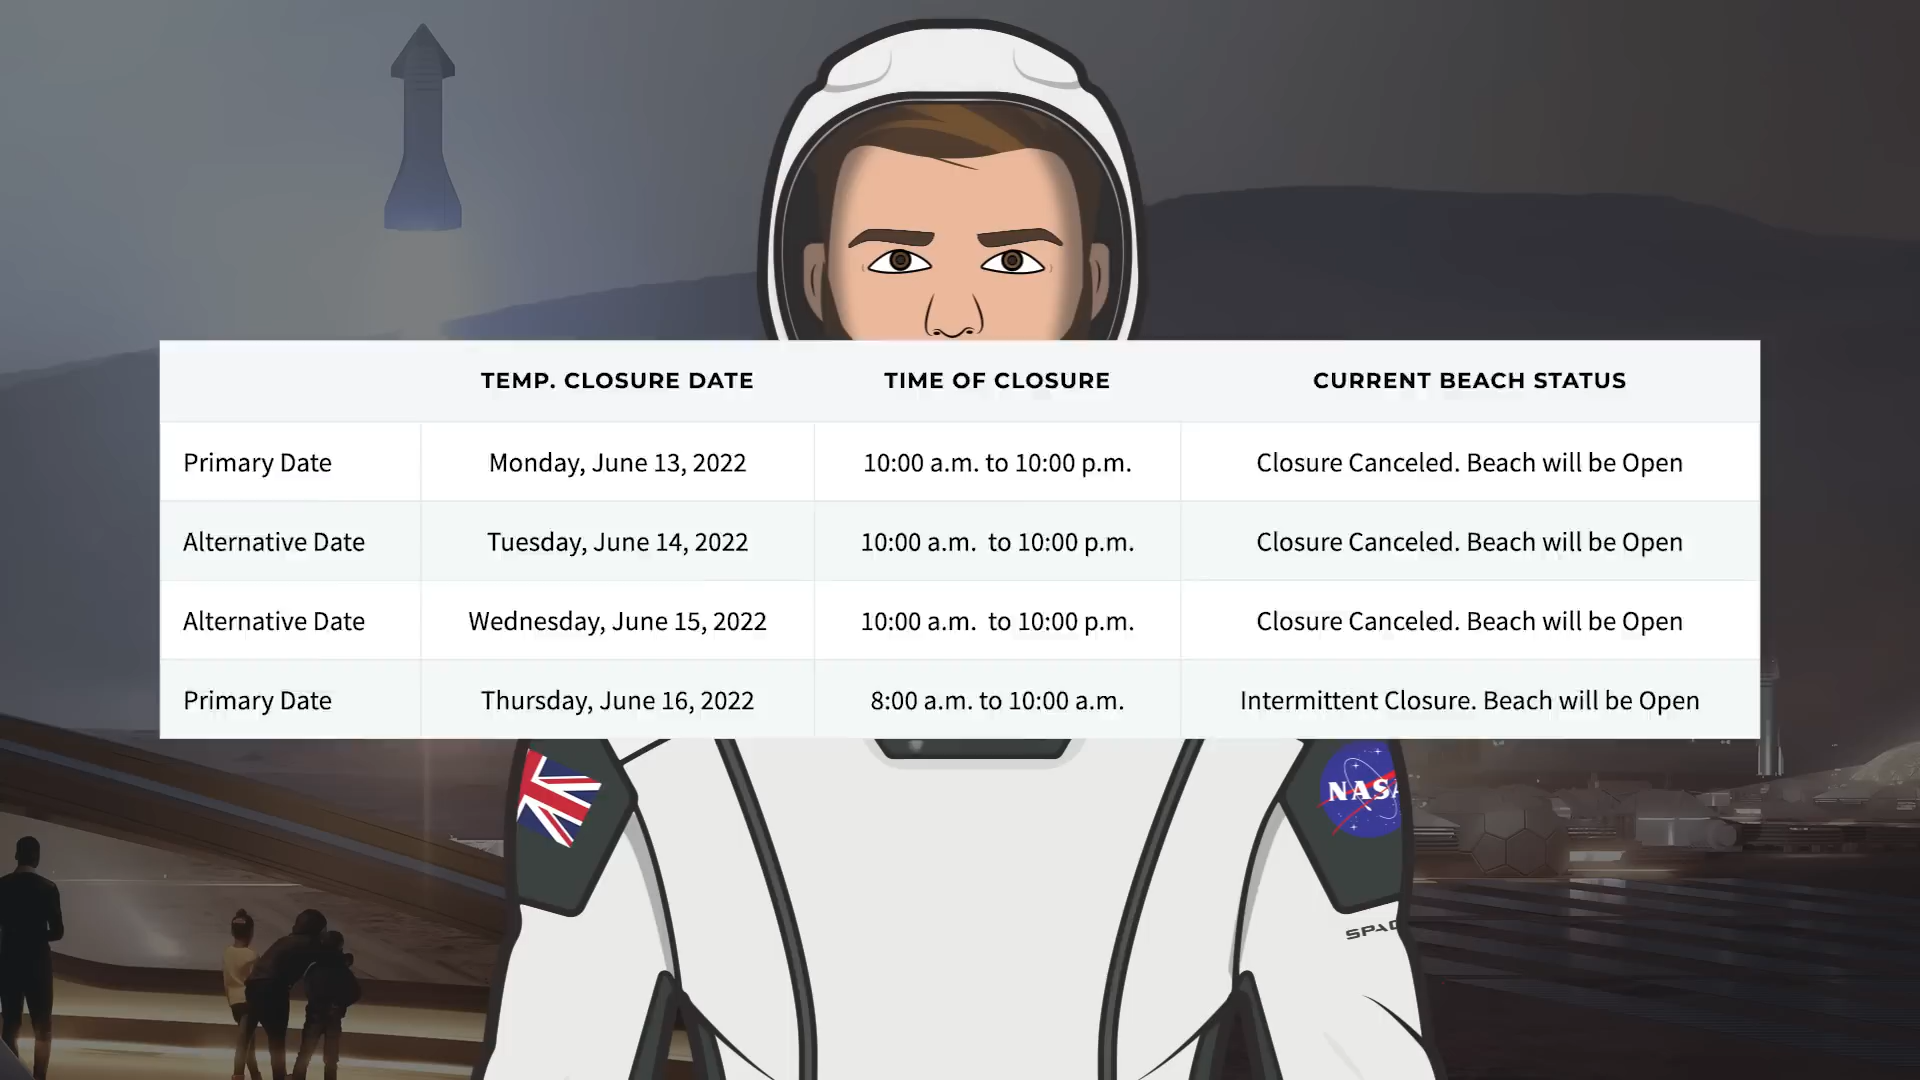 TEMP. CLOSURE DATE TIME OF CLOSURE CURRENT BEACH STATUS
Primary Date Monday, June 13, 2022 10:00 a.m. to 10:00 p.m. Closure Canceled. Beach will be Open
Alternative Date Tuesday, June 14, 2022 10:00 a.m. to 10:00 p.m. Closure Canceled. Beach will be Open
Alternative Date Wednesday, June 15, 2022 10:00 a.m. to 10:00 p.m. Closure Canceled. Beach will be Open
Primary Date Thursday, June 16, 2022 8:00 a.m. to 10:00 a.m. Intermittent Closure. Beach will be Open
NASA
SPAC